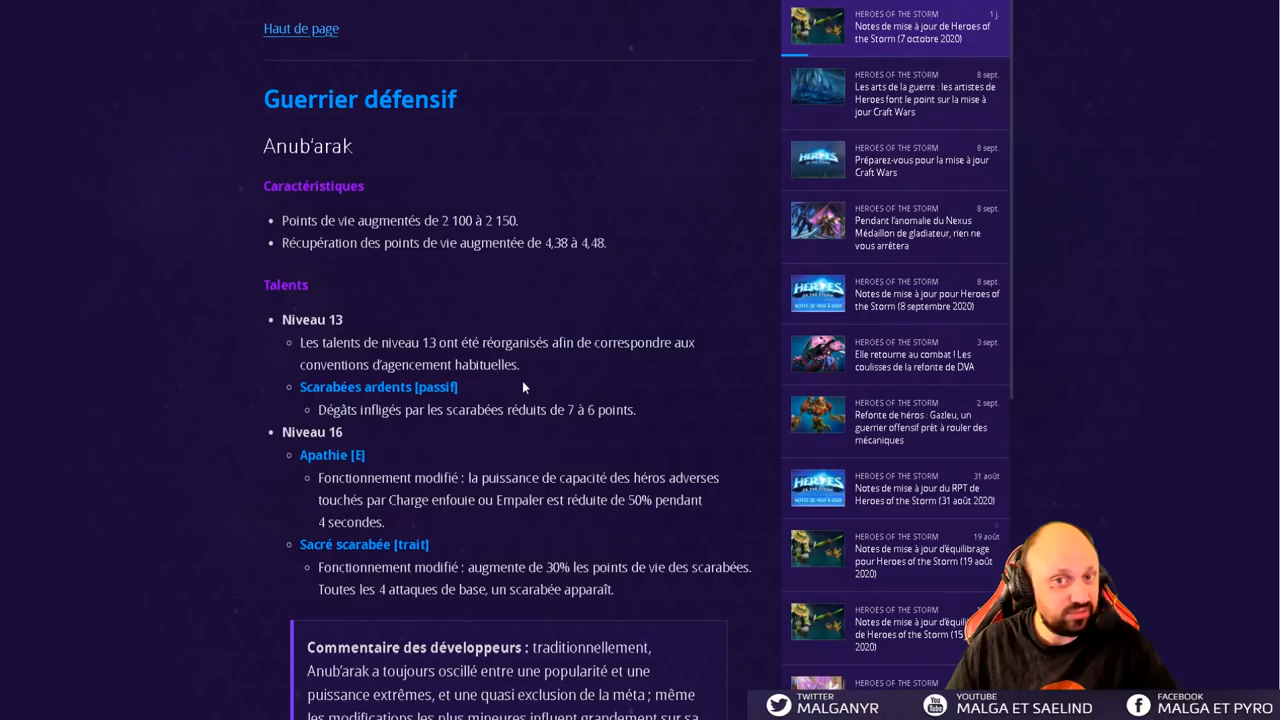 Haut de page
Guerrier défensif
Anub'arak
Caractéristiques
• Points de vie augmentés de 2 100 à 2 150.
• Récupération des points de vie augmentée de 4,38 à 4,48.
Talents
• Niveau 13
Les talents de niveau 13 ont été réorganisés afin de correspondre aux
conventions d'agencement habituelles.
Scarabées ardents [passif]
Dégâts infligés par les scarabées réduits de 7 à 6 points.
• Niveau 16
Apathie [E]
Fonctionnement modifié : la puissance de capacité des héros adverses
touchés par Charge enfouie ou Empaler est réduite de 50% pendant
4 secondes.
Sacré scarabée [trait]
Fonctionnement modifié : augmente de 30% les points de vie des scarabées.
Toutes les 4 attaques de base, un scarabée apparaît.
Commentaire des développeurs : traditionnellement,
Anub'arak a toujours oscillé entre une popularité et une
puissance extrêmes, et une quasi exclusion de la méta ; même
les modifications les plus mineures influent grandement sur sa
HEROES OF THE STORM 1 j.
Notes de mise à jour de Heroes of
the Storm (7 octobre 2020)
HEROES OF THE STORM 8 sept.
Les arts de la guerre : les artistes de
Heroes font le point sur la mise à
jour Craft Wars
HEROES OF THE STORM 8 sept.
Préparez-vous pour la mise à jour
Craft Wars
HEROES OF THE STORM 8 sept.
Pendant l'anomalie du Nexus
Médaillon de gladiateur, rien ne
vous arrêtera
HEROES OF THE STORM 8 sept.
Notes de mise à jour pour Heroes of
the Storm (8 septembre 2020)
HEROES OF THE STORM 3 sept.
Elle retourne au combat ! Les
coulisses de la refonte de D.VA
HEROES OF THE STORM 2 sept.
Refonte de héros : Gazleu, un
guerrier offensif prêt à rouler des
mécaniques
HEROES OF THE STORM 31 août
Notes de mise à jour du RPT de
Heroes of the Storm (31 août 2020)
HEROES OF THE STORM 19 août
Notes de mise à jour d'équilibrage
pour Heroes of the Storm (19 août
2020)
HEROES OF THE STORM
Notes de mise à jour
de Heroes of the Storm (15
2020)
HEROES OF THE STORM
TWITTER
MALGANYR
YOUTUBE
MALGA ET SAELIND
FACEBOOK
MALGA ET PYRO